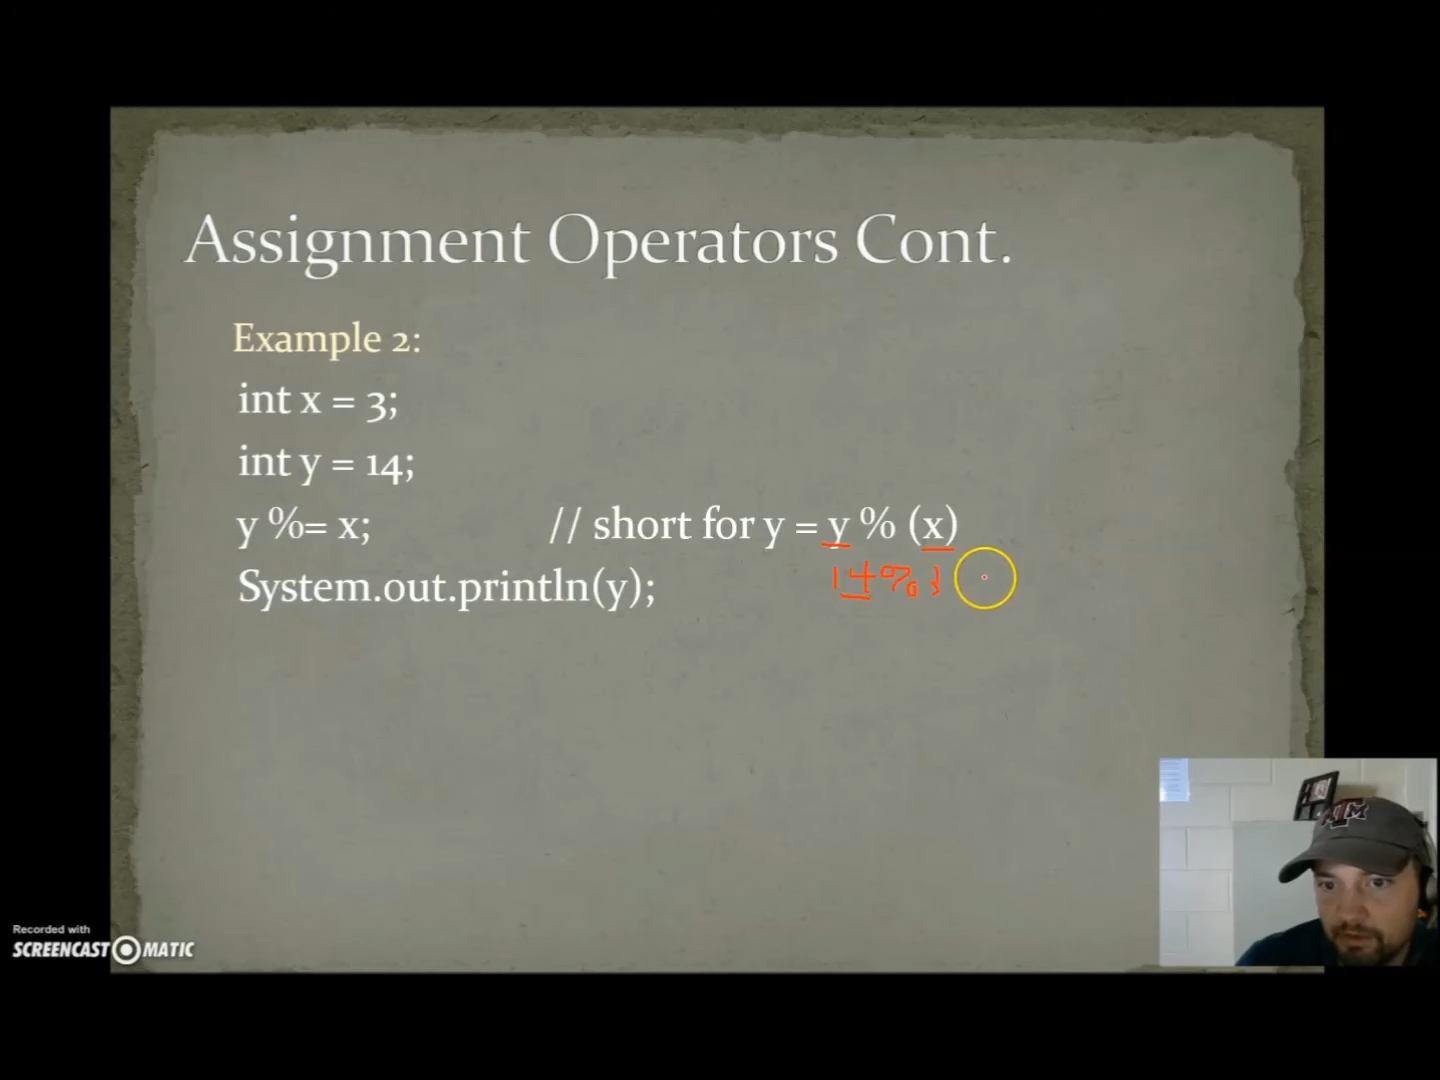 Assignment Operators Cont.
Example 2:
int x = 3;
int y = 14;
y %= x; // short for y = y % (x)
System.out.println(y);
14%3
Recorded with
SCREENCAST-O-MATIC
ATM